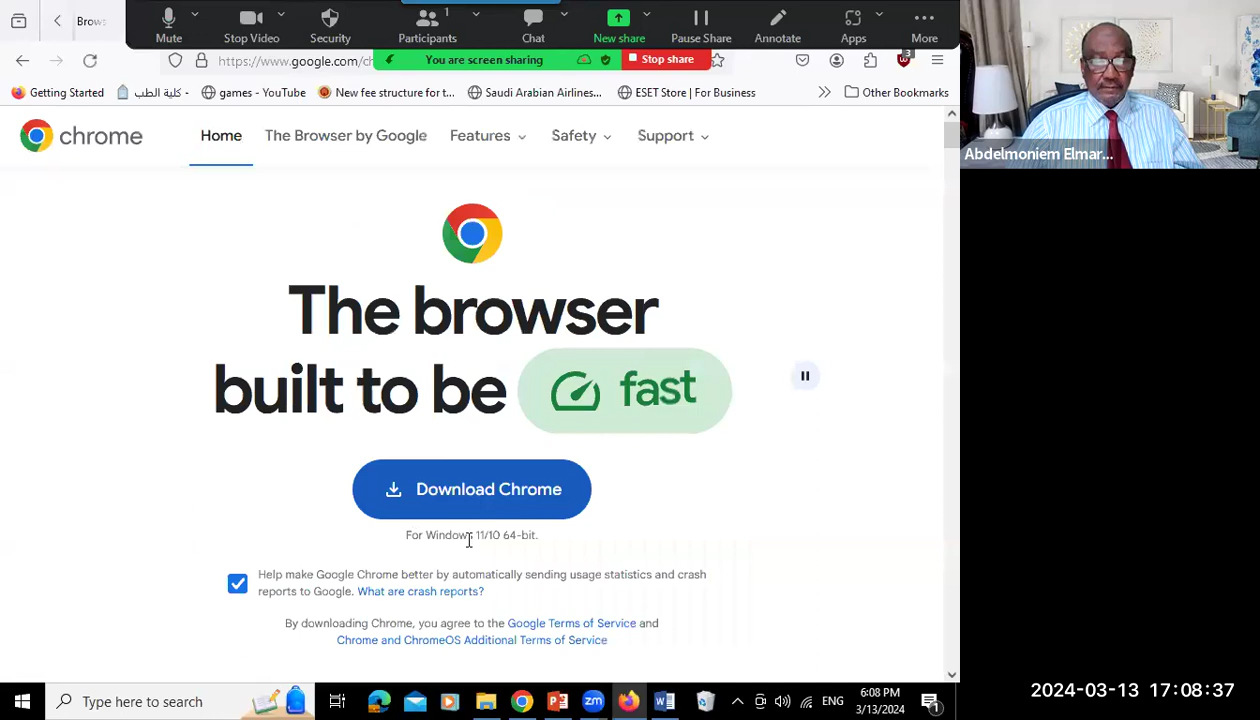 Brows
Mute
Stop Video
Security
Participants
1
Chat
New share
Pause Share
Annotate
Apps
More
https://www.google.com/ch
You are screen sharing
Stop share
3
Getting Started
كلية الطب -
games - YouTube
New fee structure for t...
Saudi Arabian Airlines...
ESET Store | For Business
Other Bookmarks
chrome
Home
The Browser by Google
Features
Safety
Support
The browser
built to be fast
Download Chrome
For Windows 11/10 64-bit.
Help make Google Chrome better by automatically sending usage statistics and crash
reports to Google. What are crash reports?
By downloading Chrome, you agree to the Google Terms of Service and
Chrome and ChromeOS Additional Terms of Service
Type here to search
ENG
6:08 PM
3/13/2024
1
Abdelmoniem Elmar...
2024-03-13 17:08:37